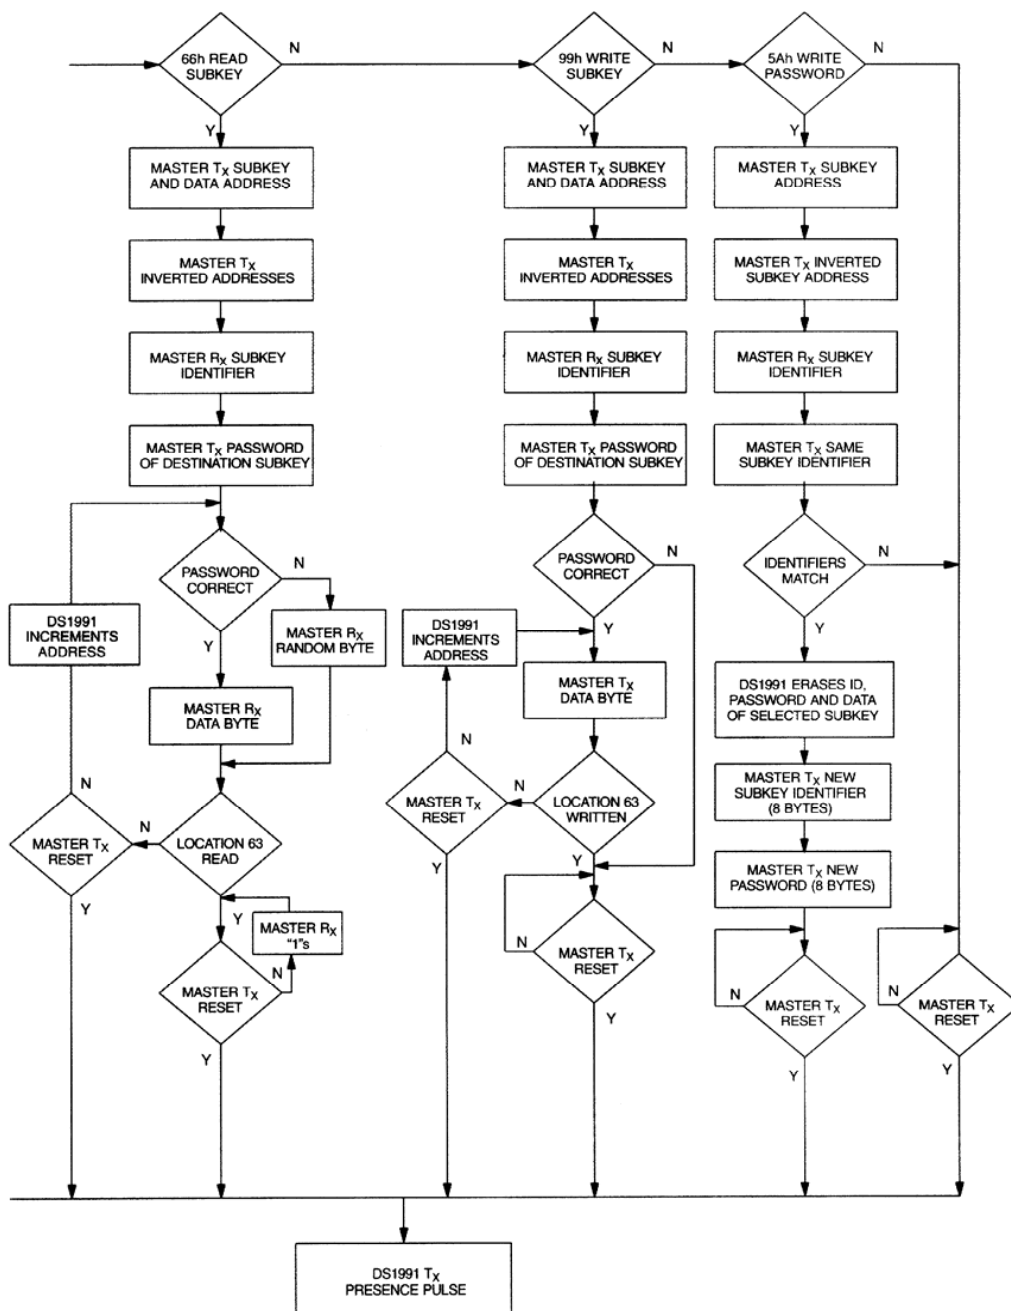 66h READ
SUBKEY
N
Y
99h WRITE
SUBKEY
N
Y
5Ah WRITE
PASSWORD
N
Y
MASTER TX SUBKEY
AND DATA ADDRESS
MASTER TX
INVERTED ADDRESSES
MASTER RX SUBKEY
IDENTIFIER
MASTER TX PASSWORD
OF DESTINATION SUBKEY
PASSWORD
CORRECT
N
Y
DS1991
INCREMENTS
ADDRESS
MASTER RX
RANDOM BYTE
MASTER RX
DATA BYTE
N
MASTER TX
RESET
Y
N
LOCATION 63
READ
Y
MASTER RX
"1"s
N
MASTER TX
RESET
Y
MASTER TX SUBKEY
AND DATA ADDRESS
MASTER TX
INVERTED ADDRESSES
MASTER RX SUBKEY
IDENTIFIER
MASTER TX PASSWORD
OF DESTINATION SUBKEY
PASSWORD
CORRECT
N
Y
DS1991
INCREMENTS
ADDRESS
MASTER TX
DATA BYTE
N
MASTER TX
RESET
Y
N
LOCATION 63
WRITTEN
Y
N
MASTER TX
RESET
Y
MASTER TX SUBKEY
ADDRESS
MASTER TX INVERTED
SUBKEY ADDRESS
MASTER RX SUBKEY
IDENTIFIER
MASTER TX SAME
SUBKEY IDENTIFIER
IDENTIFIERS
MATCH
N
Y
DS1991 ERASES ID,
PASSWORD AND DATA
OF SELECTED SUBKEY
MASTER TX NEW
SUBKEY IDENTIFIER
(8 BYTES)
MASTER TX NEW
PASSWORD (8 BYTES)
N
MASTER TX
RESET
Y
N
MASTER TX
RESET
Y
DS1991 TX
PRESENCE PULSE